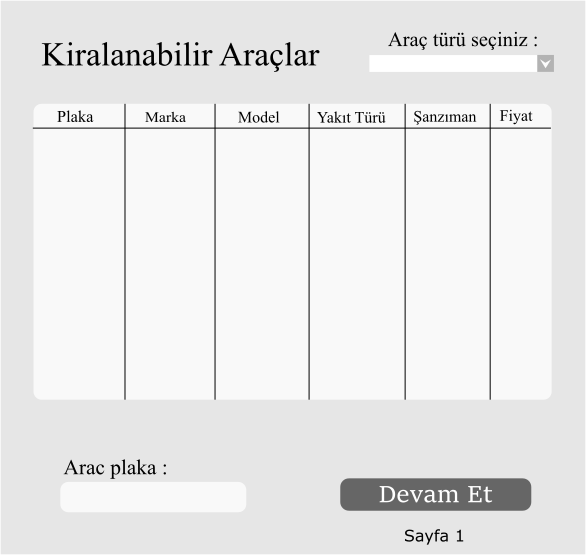 Kiralanabilir Araçlar
Araç türü seçiniz :
Plaka Marka Model Yakıt Türü Şanzıman Fiyat
Arac plaka :
Devam Et
Sayfa 1